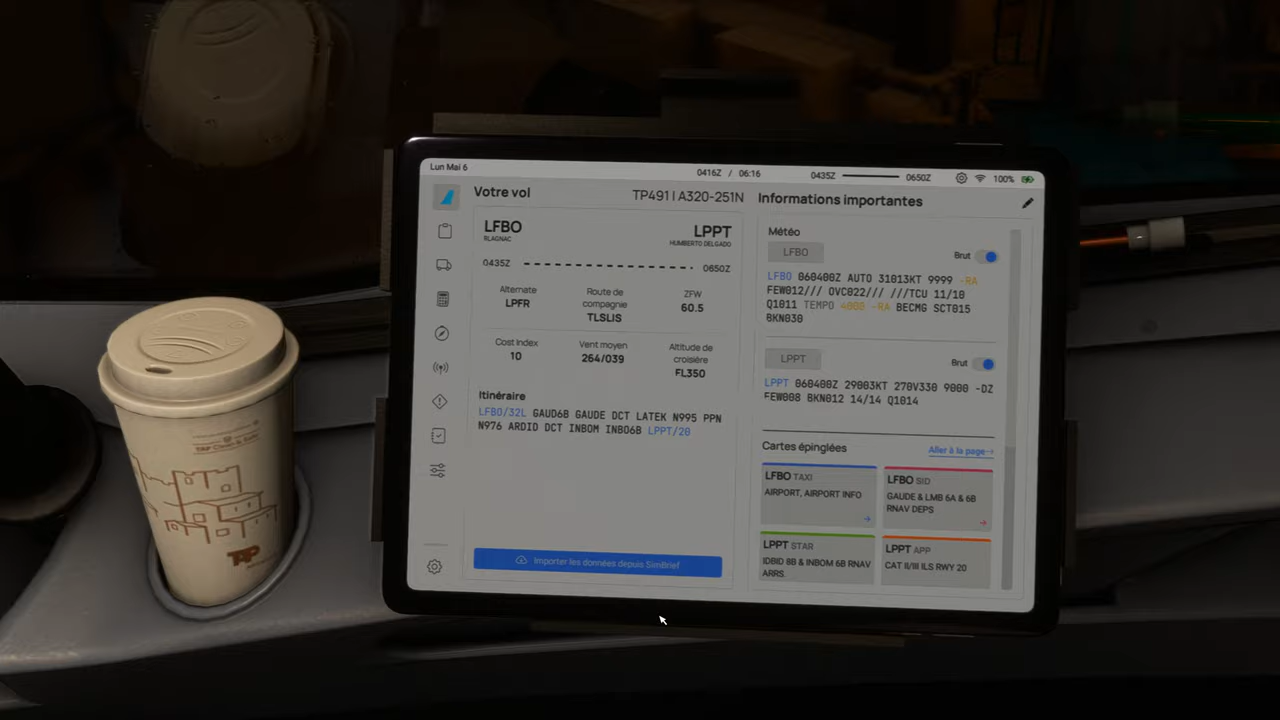 Lun Mai 6
0416Z / 06:16
0435Z
0650Z
100%
Votre vol
TP491 | A320-251N
LFBO
BLAGNAC
LPPT
HUMBERTO DELGADO
0435Z
0650Z
Alternate
LPFR
Route de
compagnie
TLSLIS
ZFW
60.5
Cost Index
10
Vent moyen
264/039
Altitude de
croisière
FL350
Itinéraire
LFBO/32L GAUD6B GAUDE DCT LATEK N995 PPN
N976 ARDID DCT INBOM INBO6B LPPT/20
Importer les données depuis SimBrief
Informations importantes
Météo
LFBO
Brut
LFBO 060400Z AUTO 31013KT 9999 -RA
FEW012/// OVC022/// ///TCU 11/10
Q1011 TEMPO 4000 -RA BECMG SCT015
BKN030
LPPT
Brut
LPPT 060400Z 29003KT 270V330 9000 -DZ
FEW008 BKN012 14/14 Q1014
Cartes épinglées
Aller à la page
LFBO TAXI
AIRPORT, AIRPORT INFO
LFBO SID
GAUDE & LMB 6A & 6B
RNAV DEPS
LPPT STAR
IDBID 8B & INBOM 6B RNAV
ARRS.
LPPT APP
CAT II/III ILS RWY 20
TAP Clean & Safe
TAP